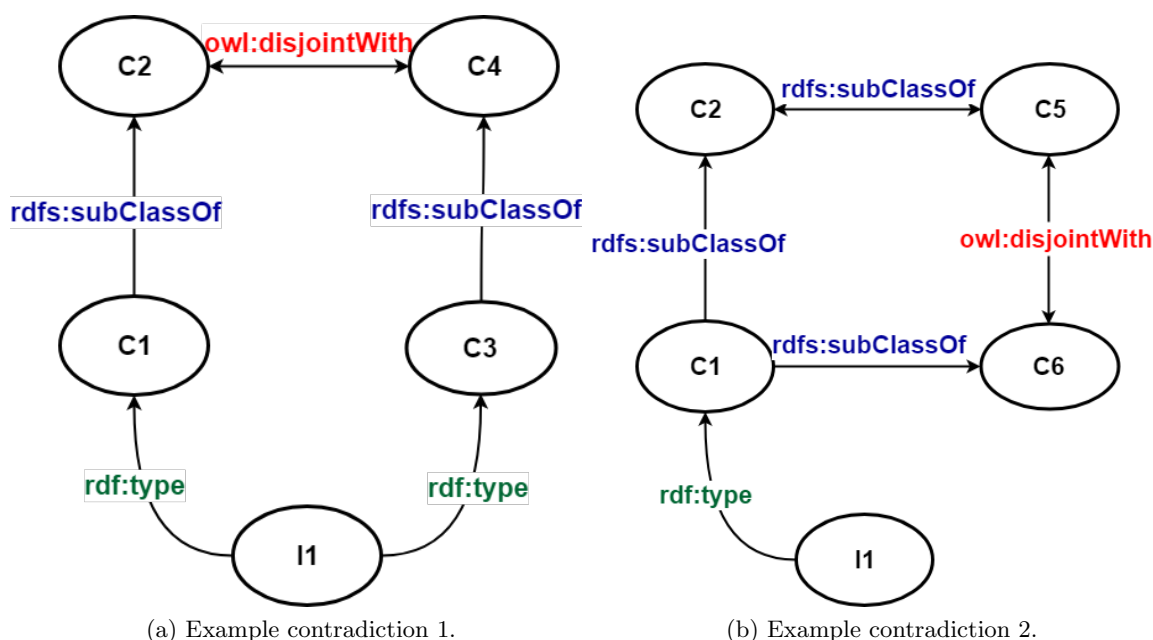 owl:disjointWith
C2
C4
rdfs:subClassOf
rdfs:subClassOf
C1
C3
rdf:type
rdf:type
I1
(a) Example contradiction 1.
rdfs:subClassOf
C2
C5
rdfs:subClassOf
owl:disjointWith
rdfs:subClassOf
C1
C6
rdf:type
I1
(b) Example contradiction 2.